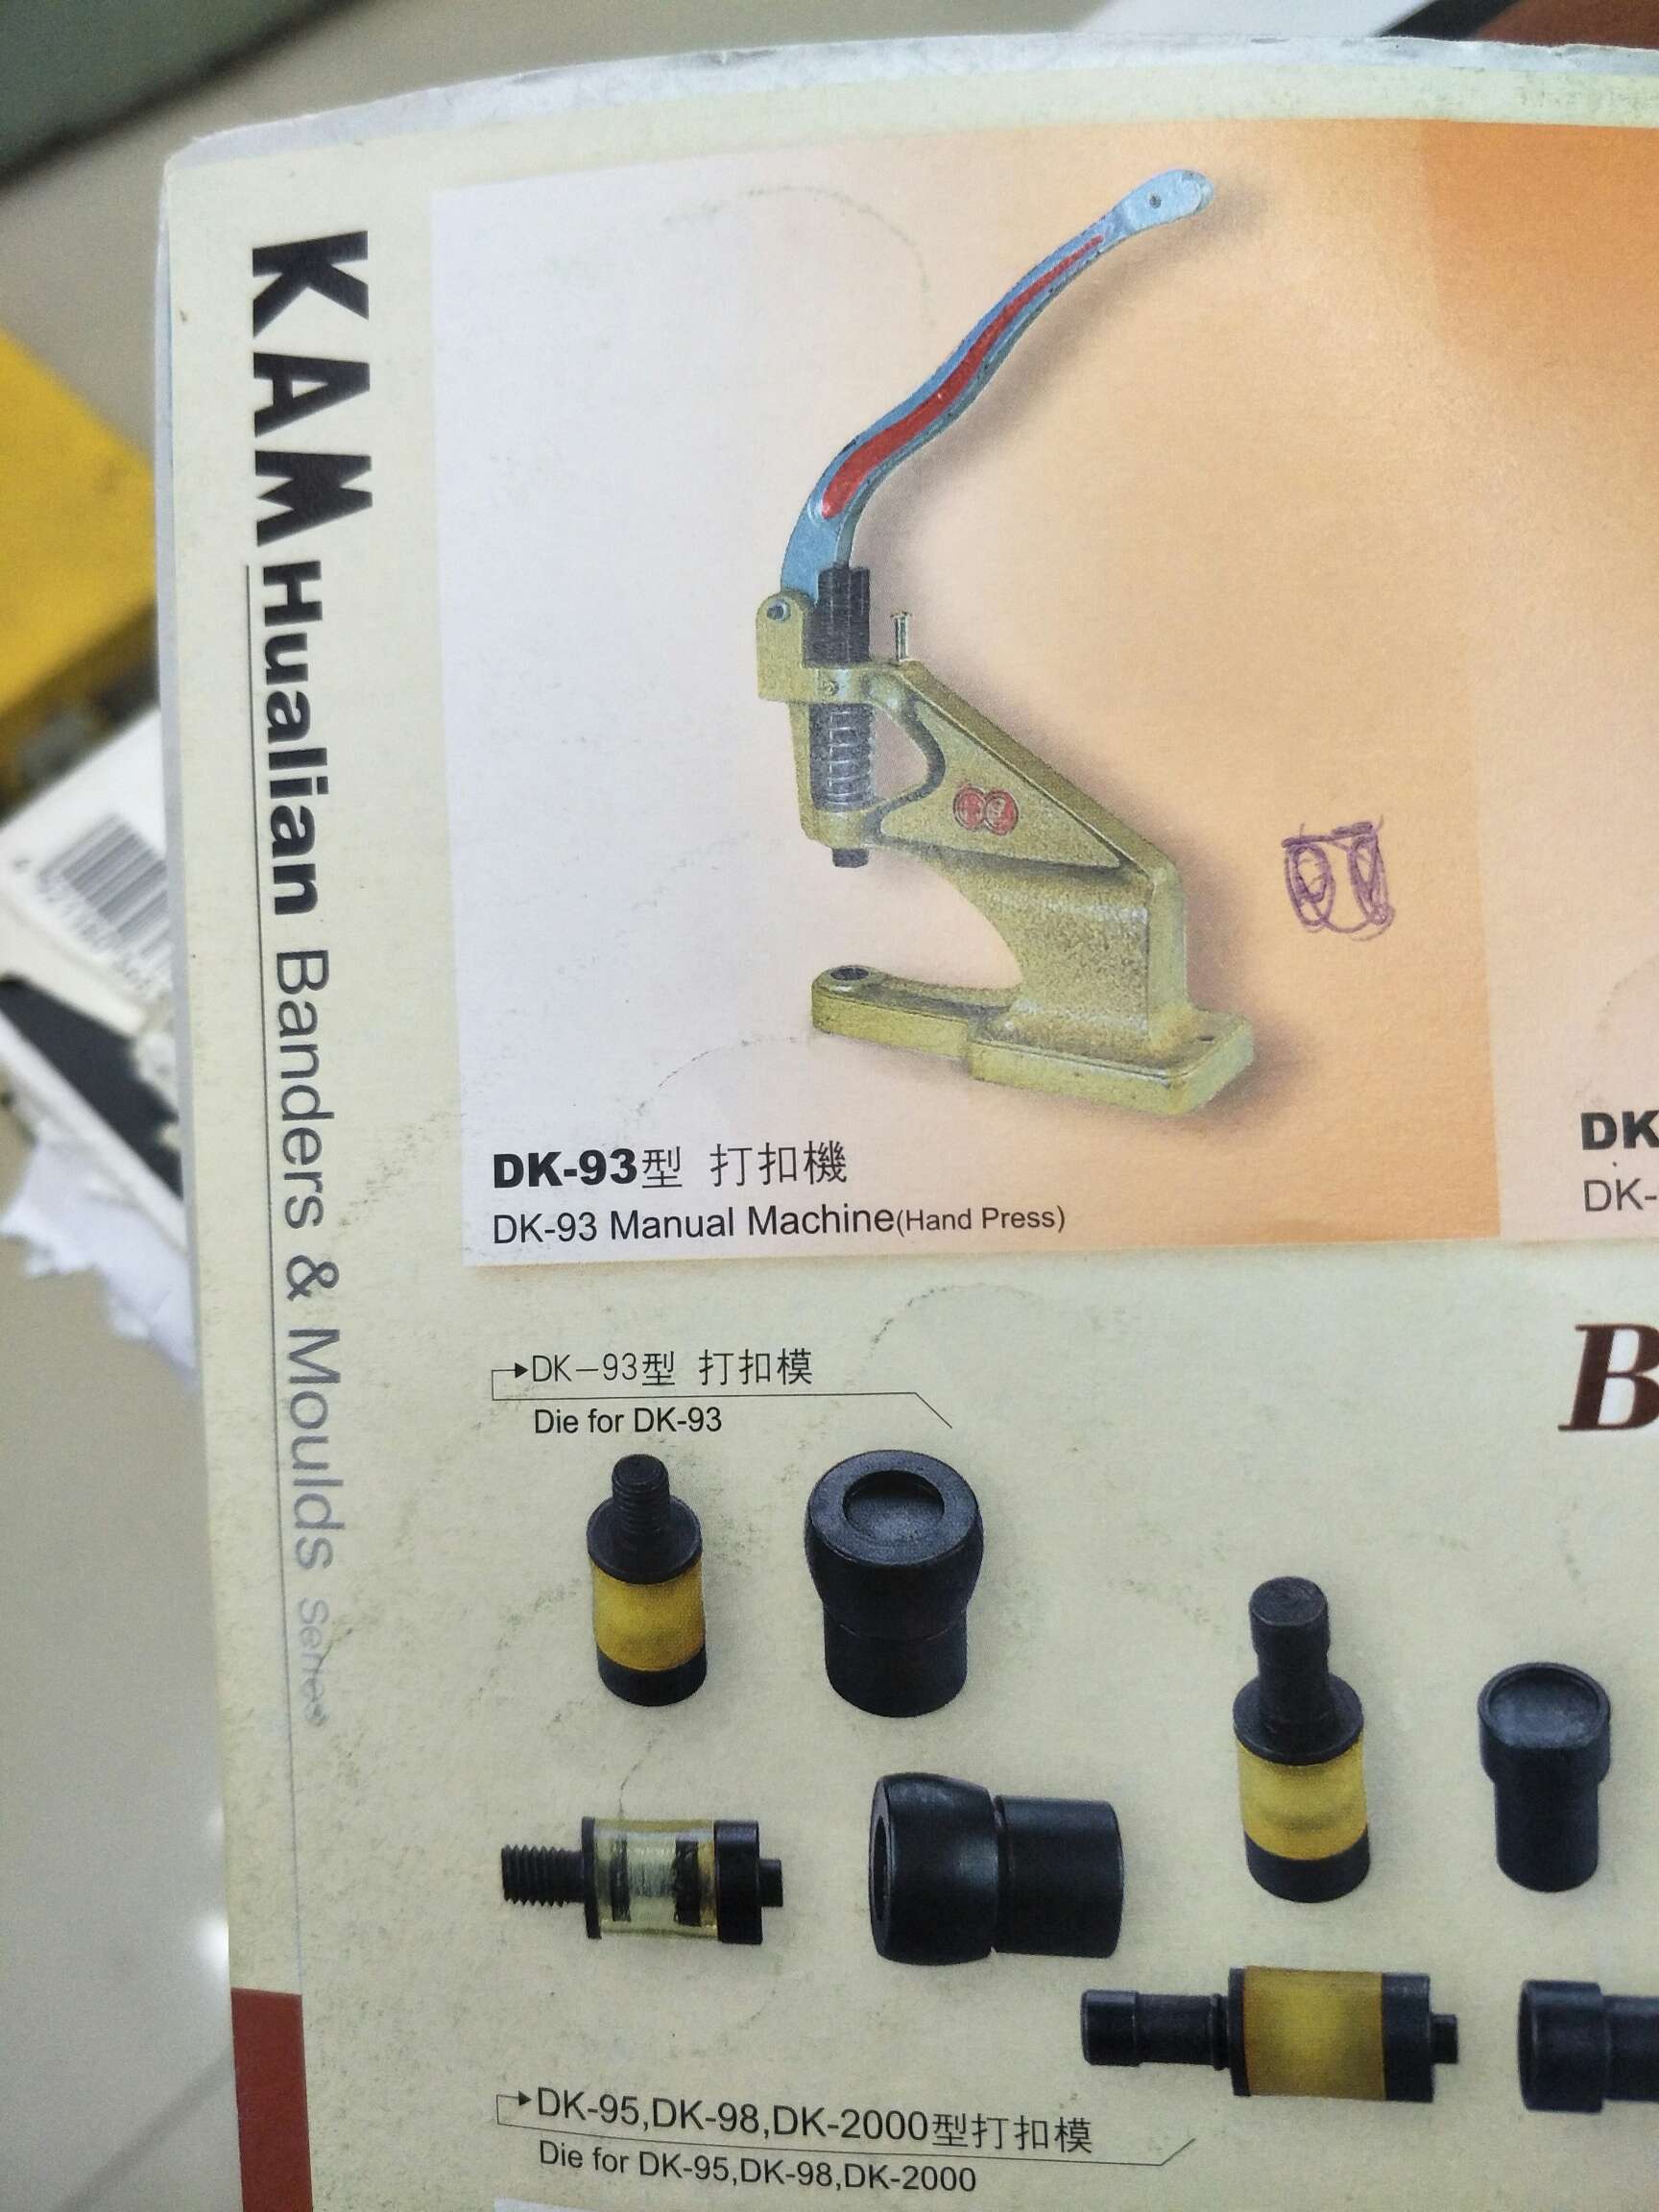 KAM Hualian Banders & Moulds Series
DK-93型 打扣機
DK-93 Manual Machine(Hand Press)
DK
DK-
B
DK-93型 打扣模
Die for DK-93
DK-95,DK-98,DK-2000型打扣模
Die for DK-95,DK-98,DK-2000